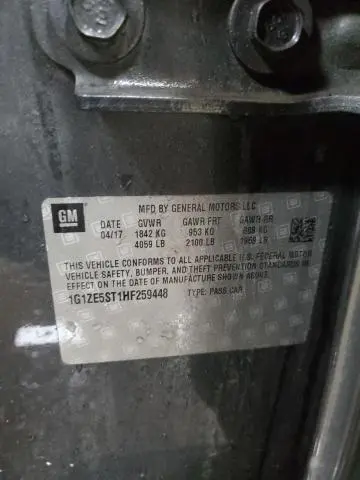 GM
MFD BY GENERAL MOTORS LLC
DATE GVWR GAWR FRT GAWR RR
04/17 1842 KG 953 KG 889 KG
4059 LB 2100 LB 1959 LB
THIS VEHICLE CONFORMS TO ALL APPLICABLE U.S. FEDERAL MOTOR
VEHICLE SAFETY, BUMPER, AND THEFT PREVENTION STANDARDS IN
EFFECT ON THE DATE OF MANUFACTURE SHOWN ABOVE.
1G1ZE5ST1HF259448 TYPE: PASS CAR